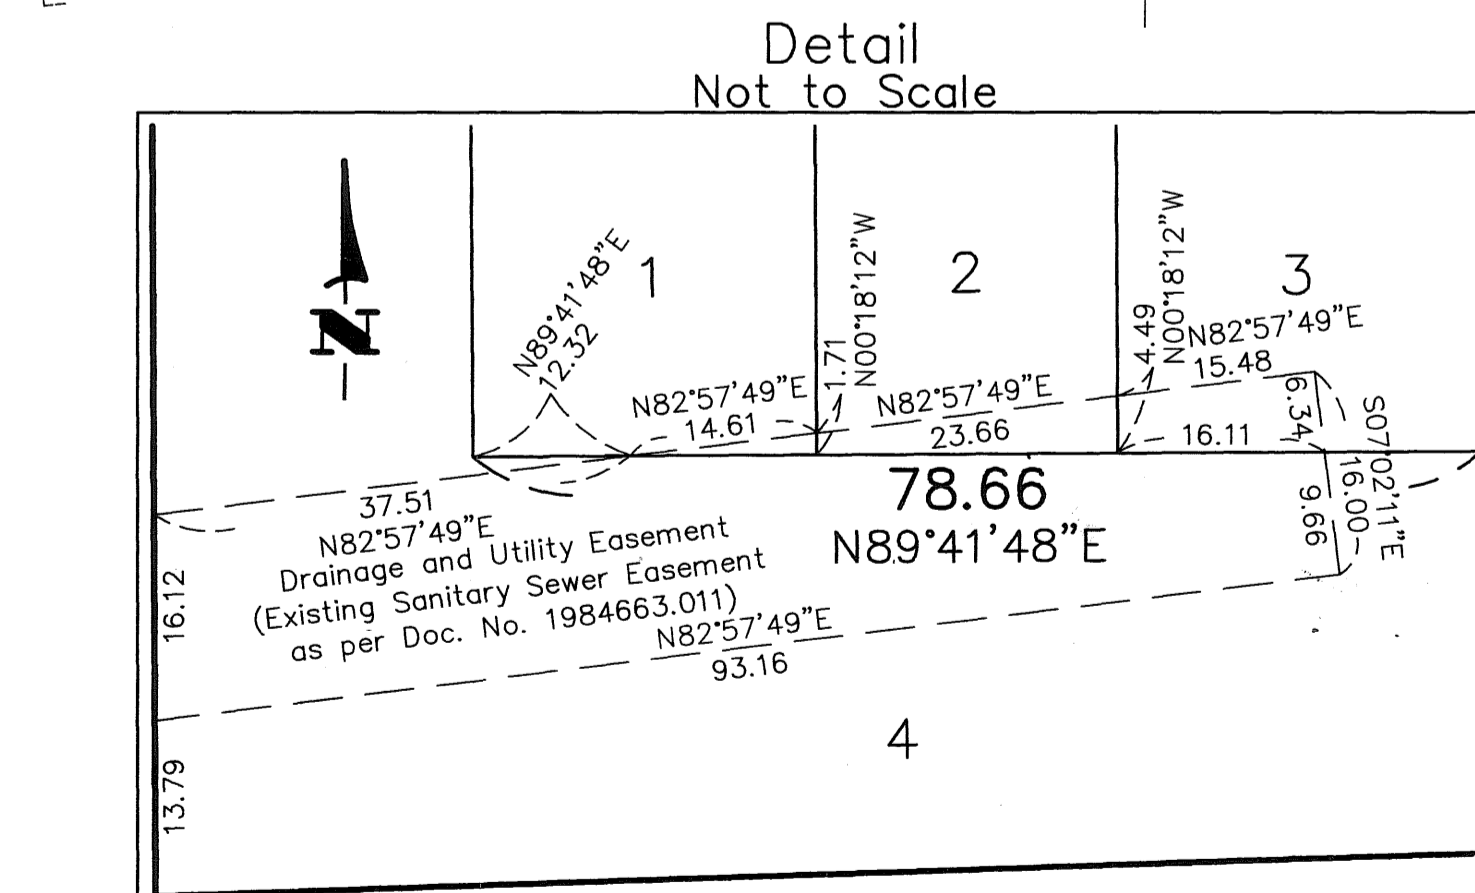 Detail
Not to Scale
N
1
2
3
N89°41'48"E
12.32
N82°57'49"E
14.61
1.71
N00°18'12"W
N82°57'49"E
23.66
4.49
N00°18'12"W
N82°57'49"E
15.48
16.11
6.34
S07°02'11"E
16.00
9.66
78.66
N89°41'48"E
37.51
N82°57'49"E
Drainage and Utility Easement
(Existing Sanitary Sewer Easement
as per Doc. No. 1984663.011)
N82°57'49"E
93.16
16.12
13.79
4